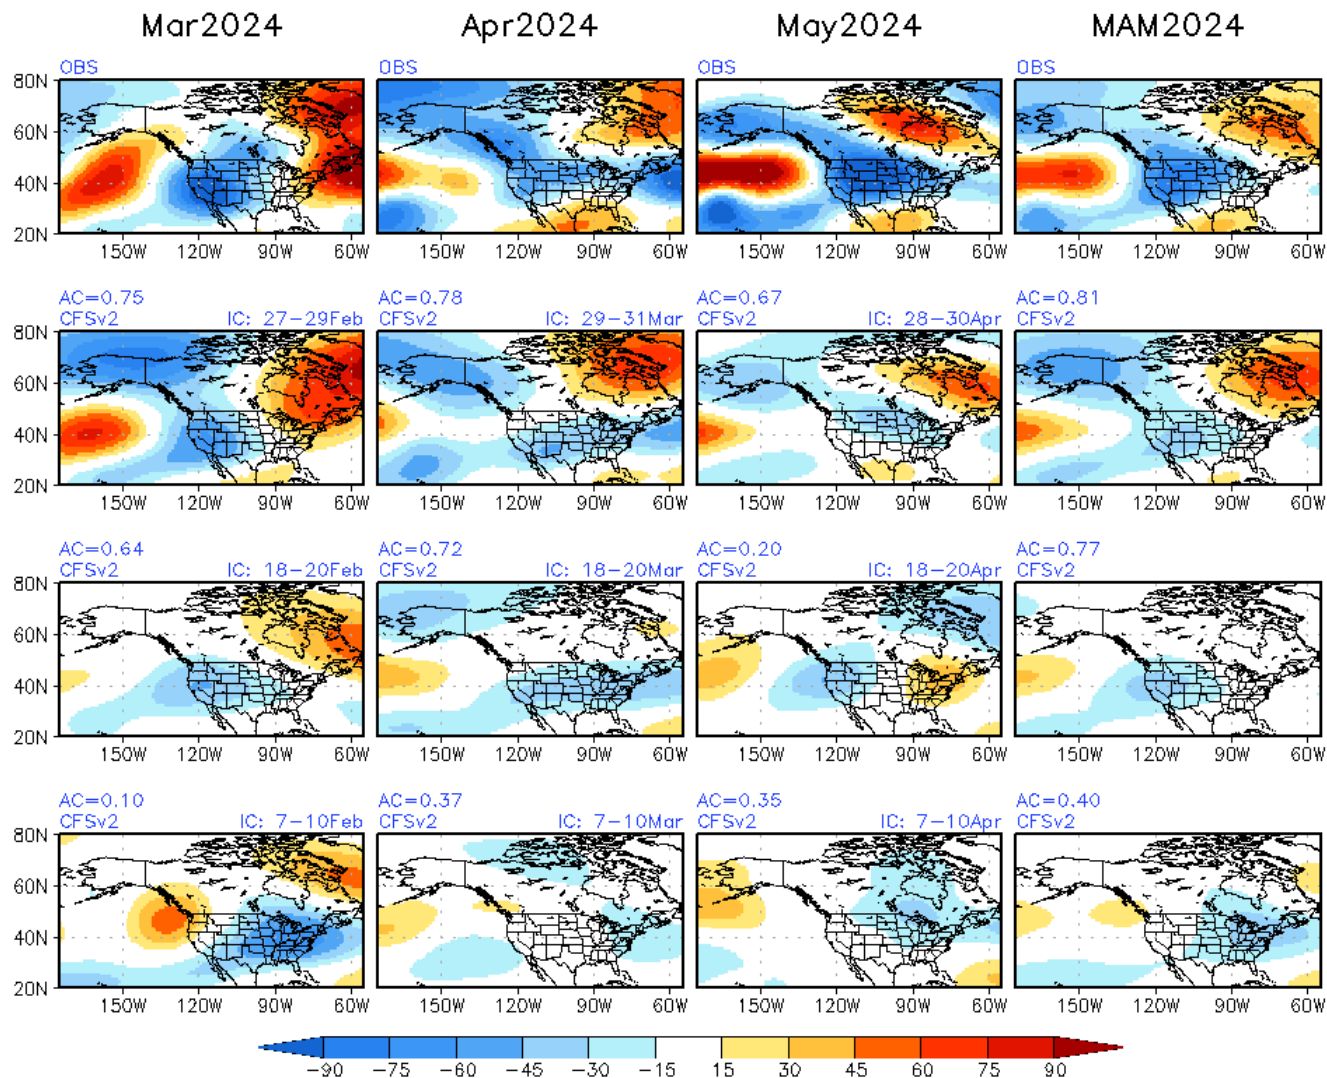 Mar2024 Apr2024 May2024 MAM2024
OBS OBS OBS OBS
80N
60N
40N
20N
150W 120W 90W 60W 150W 120W 90W 60W 150W 120W 90W 60W 150W 120W 90W 60W
AC=0.75 AC=0.78 AC=0.67 AC=0.81
CFSv2 IC: 27-29Feb CFSv2 IC: 29-31Mar CFSv2 IC: 28-30Apr CFSv2
80N
60N
40N
20N
150W 120W 90W 60W 150W 120W 90W 60W 150W 120W 90W 60W 150W 120W 90W 60W
AC=0.64 AC=0.72 AC=0.20 AC=0.77
CFSv2 IC: 18-20Feb CFSv2 IC: 18-20Mar CFSv2 IC: 18-20Apr CFSv2
80N
60N
40N
20N
150W 120W 90W 60W 150W 120W 90W 60W 150W 120W 90W 60W 150W 120W 90W 60W
AC=0.10 AC=0.37 AC=0.35 AC=0.40
CFSv2 IC: 7-10Feb CFSv2 IC: 7-10Mar CFSv2 IC: 7-10Apr CFSv2
80N
60N
40N
20N
150W 120W 90W 60W 150W 120W 90W 60W 150W 120W 90W 60W 150W 120W 90W 60W
-90 -75 -60 -45 -30 -15 15 30 45 60 75 90